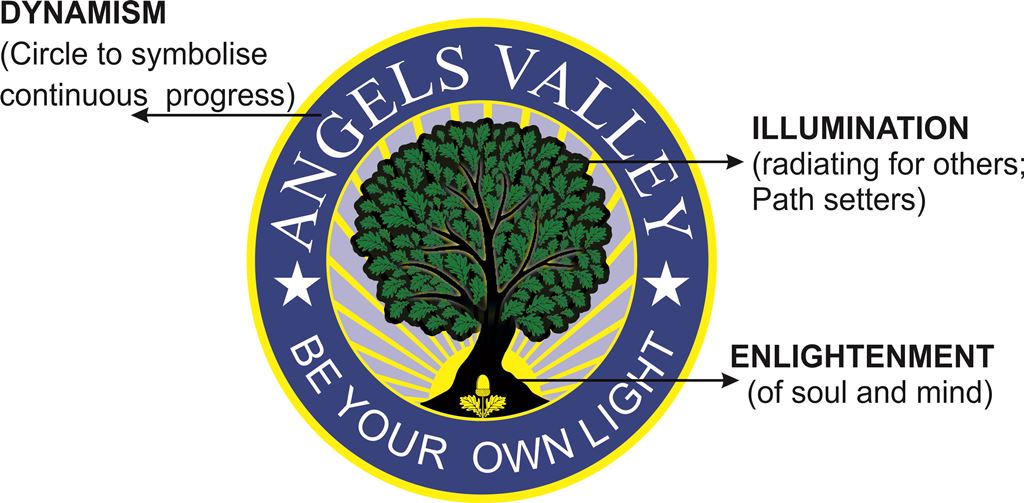 DYNAMISM
(Circle to symbolise
continuous progress)
ANGELS VALLEY
ILLUMINATION
(radiating for others;
Path setters)
ENLIGHTENMENT
(of soul and mind)
BE YOUR OWN LIGHT